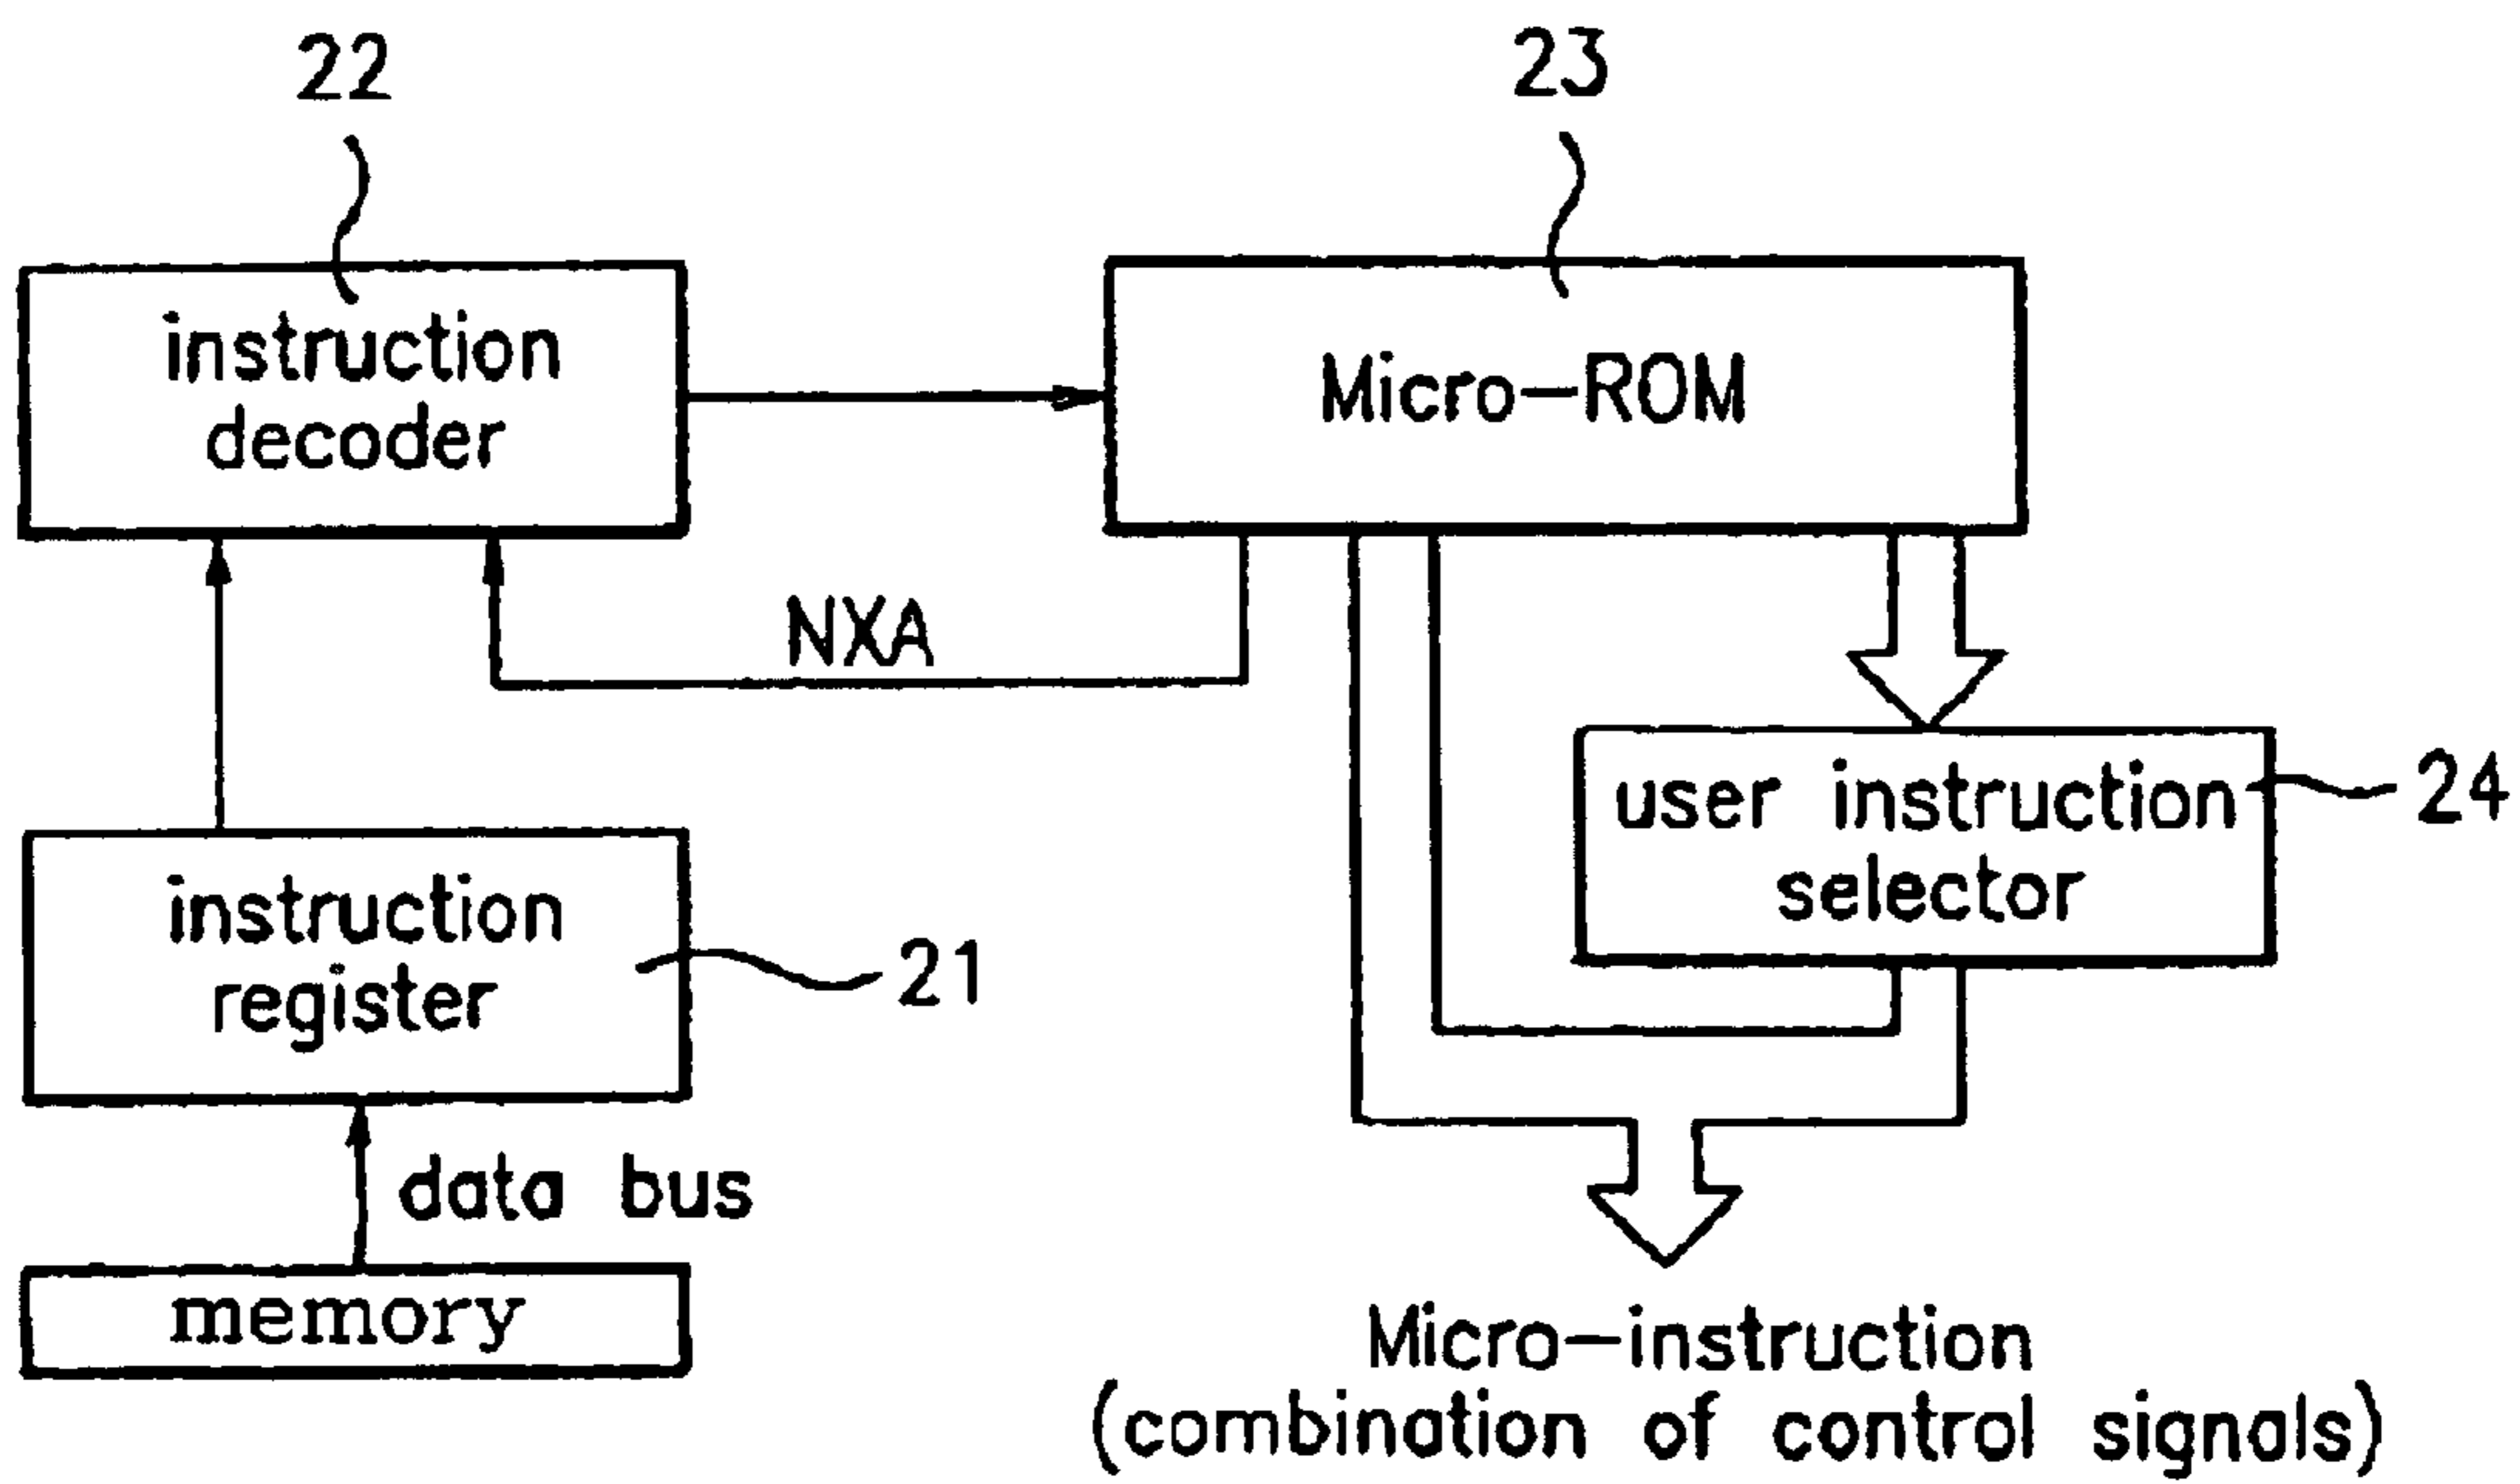 22
23
instruction
decoder
Micro-ROM
NXA
user instruction
selector
24
instruction
register
21
data bus
memory
Micro-instruction
(combination of control signals)